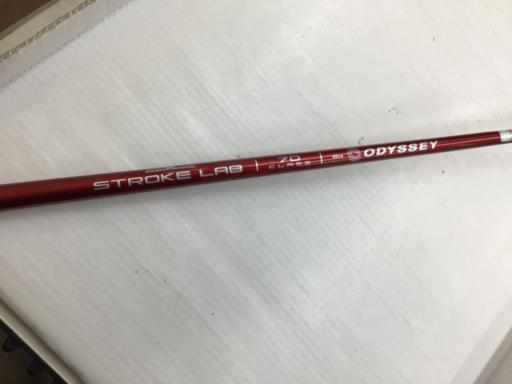 STROKE LAB | 70 CLASS | ODYSSEY